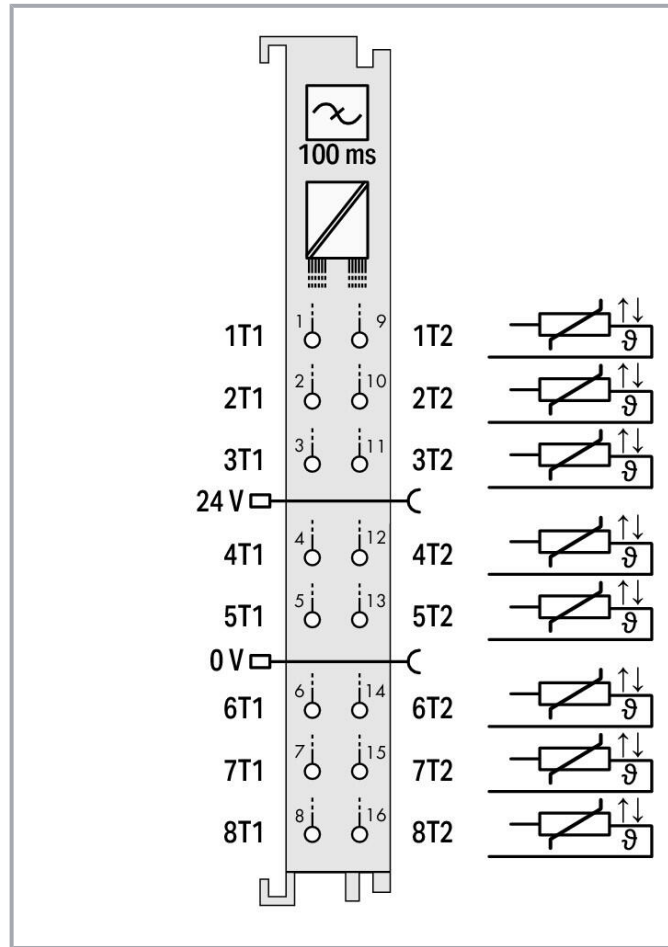 100 ms
1T1 1 9 1T2 ↑↓ ϑ
2T1 2 10 2T2 ↑↓ ϑ
3T1 3 11 3T2 ↑↓ ϑ
24 V
4T1 4 12 4T2 ↑↓ ϑ
5T1 5 13 5T2 ↑↓ ϑ
0 V
6T1 6 14 6T2 ↑↓ ϑ
7T1 7 15 7T2 ↑↓ ϑ
8T1 8 16 8T2 ↑↓ ϑ